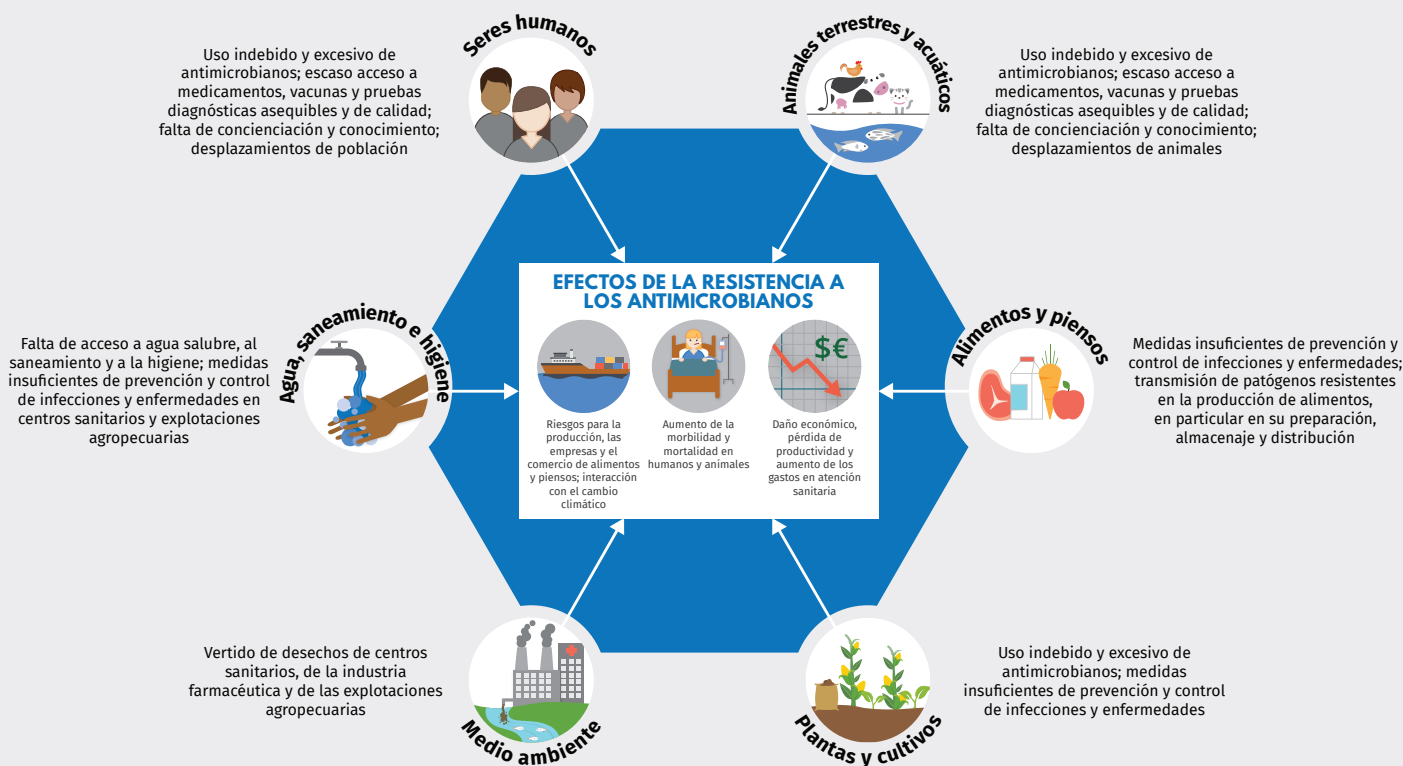 Seres humanos
Uso indebido y excesivo de
antimicrobianos; escaso acceso a
medicamentos, vacunas y pruebas
diagnósticas asequibles y de calidad;
falta de concienciación y conocimiento;
desplazamientos de población
Animales terrestres y acuáticos
Uso indebido y excesivo de
antimicrobianos; escaso acceso a
medicamentos, vacunas y pruebas
diagnósticas asequibles y de calidad;
falta de concienciación y conocimiento;
desplazamientos de animales
Agua, saneamiento e higiene
Falta de acceso a agua salubre, al
saneamiento y a la higiene; medidas
insuficientes de prevención y control
de infecciones y enfermedades en
centros sanitarios y explotaciones
agropecuarias
EFECTOS DE LA RESISTENCIA A
LOS ANTIMICROBIANOS
$€
Riesgos para la
producción, las
empresas y el
comercio de alimentos
y piensos; interacción
con el cambio
climático
Aumento de la
morbilidad y
mortalidad en
humanos y animales
Daño económico,
pérdida de
productividad y
aumento de los
gastos en atención
sanitaria
Alimentos y piensos
Medidas insuficientes de prevención y
control de infecciones y enfermedades;
transmisión de patógenos resistentes
en la producción de alimentos,
en particular en su preparación,
almacenaje y distribución
Vertido de desechos de centros
sanitarios, de la industria
farmacéutica y de las explotaciones
agropecuarias
Medio ambiente
Uso indebido y excesivo de
antimicrobianos; medidas
insuficientes de prevención y control
de infecciones y enfermedades
Plantas y cultivos